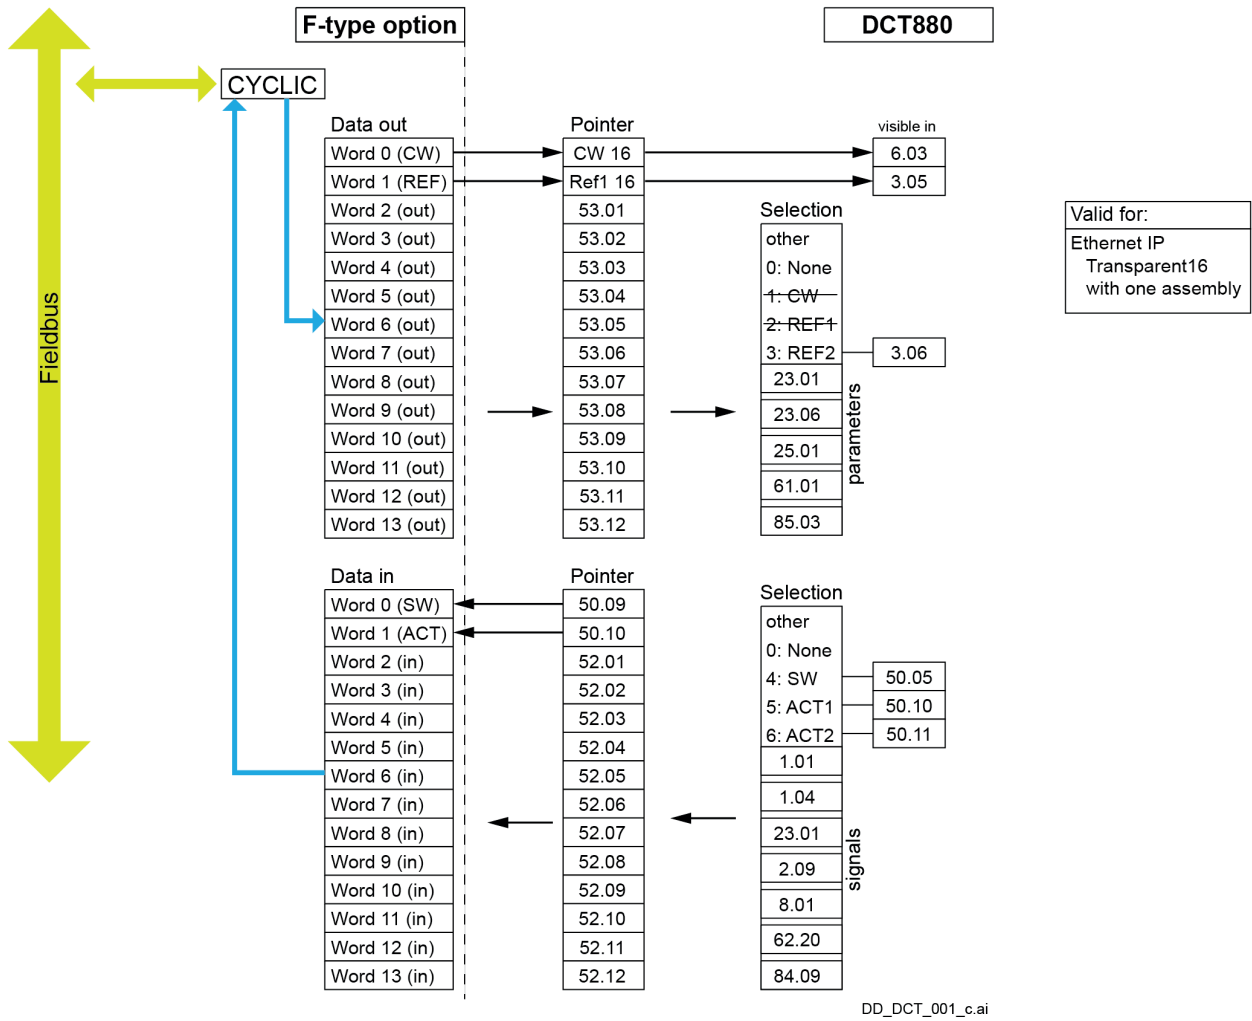 F-type option
DCT880
CYCLIC
Fieldbus
Data out
Pointer
visible in
Word 0 (CW)
CW 16
6.03
Word 1 (REF)
Ref1 16
3.05
Word 2 (out)
53.01
Word 3 (out)
53.02
Word 4 (out)
53.03
Word 5 (out)
53.04
Word 6 (out)
53.05
Word 7 (out)
53.06
Word 8 (out)
53.07
Word 9 (out)
53.08
Word 10 (out)
53.09
Word 11 (out)
53.10
Word 12 (out)
53.11
Word 13 (out)
53.12
Selection
other
0: None
1: CW
2: REF1
3: REF2
3.06
23.01
23.06
25.01
61.01
85.03
parameters
Valid for:
Ethernet IP
Transparent16
with one assembly
Data in
Pointer
Word 0 (SW)
50.09
Word 1 (ACT)
50.10
Word 2 (in)
52.01
Word 3 (in)
52.02
Word 4 (in)
52.03
Word 5 (in)
52.04
Word 6 (in)
52.05
Word 7 (in)
52.06
Word 8 (in)
52.07
Word 9 (in)
52.08
Word 10 (in)
52.09
Word 11 (in)
52.10
Word 12 (in)
52.11
Word 13 (in)
52.12
Selection
other
0: None
4: SW
50.05
5: ACT1
50.10
6: ACT2
50.11
1.01
1.04
23.01
2.09
8.01
62.20
84.09
signals
DD_DCT_001_c.ai